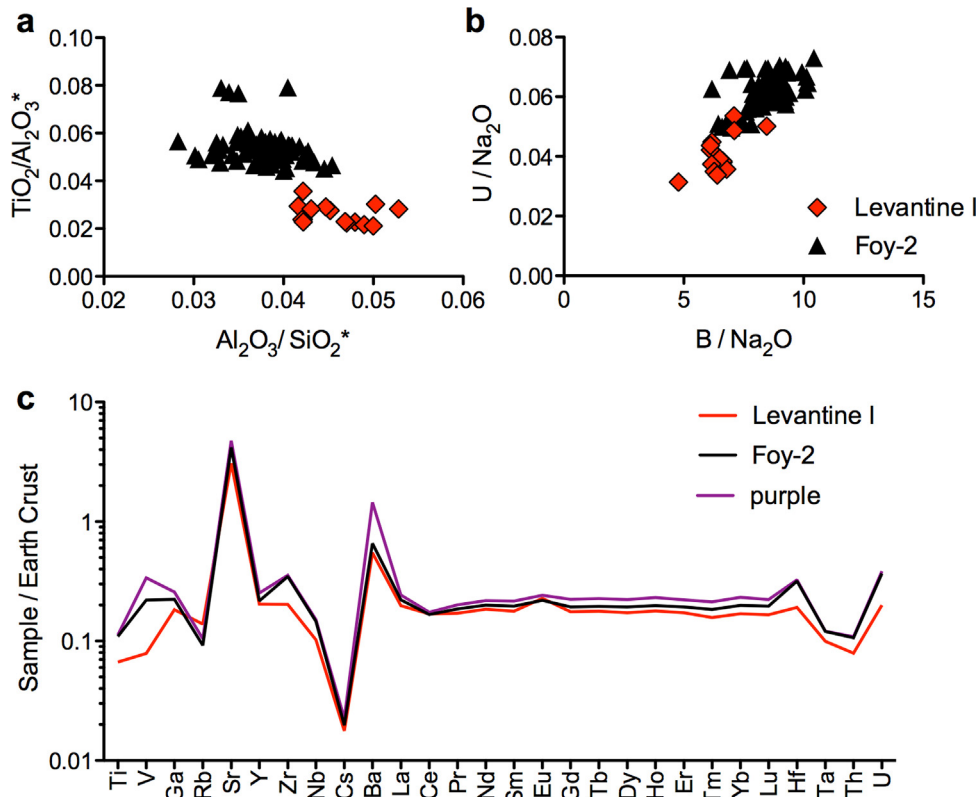 a
0.10
0.08
0.06
0.04
0.02
0.00
TiO2/Al2O3*
0.02 0.03 0.04 0.05 0.06
Al2O3/ SiO2*
b
0.08
0.06
0.04
0.02
0.00
U / Na2O
0 5 10 15
B / Na2O
Levantine I
Foy-2
c
10
1
0.1
0.01
Sample / Earth Crust
Levantine I
Foy-2
purple
Ti V Ga Rb Sr Y Zr Nb Cs Ba La Ce Pr Nd Sm Eu Gd Tb Dy Ho Er Tm Yb Lu Hf Ta Th U